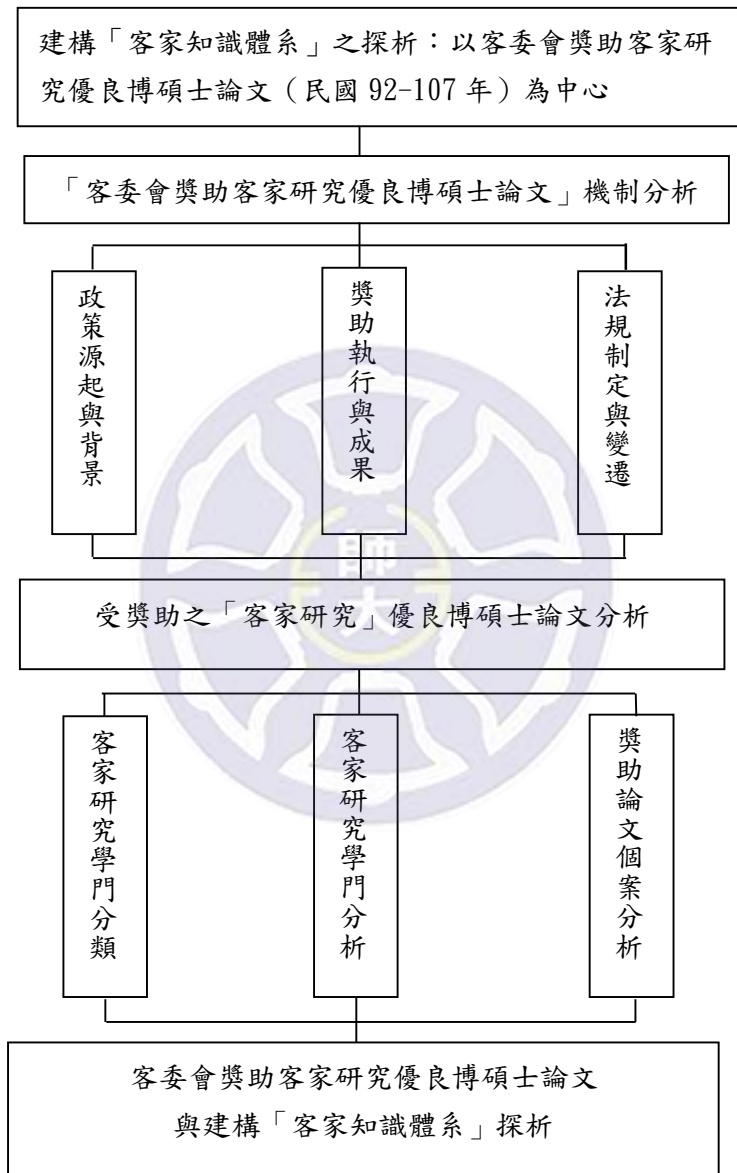 建構「客家知識體系」之探析：以客委會獎助客家研
究優良博碩士論文（民國 92-107 年）為中心
「客委會獎助客家研究優良博碩士論文」機制分析
政策源起與背景
獎助執行與成果
法規制定與變遷
師大
受獎助之「客家研究」優良博碩士論文分析
客家研究學門分類
客家研究學門分析
獎助論文個案分析
客委會獎助客家研究優良博碩士論文
與建構「客家知識體系」探析